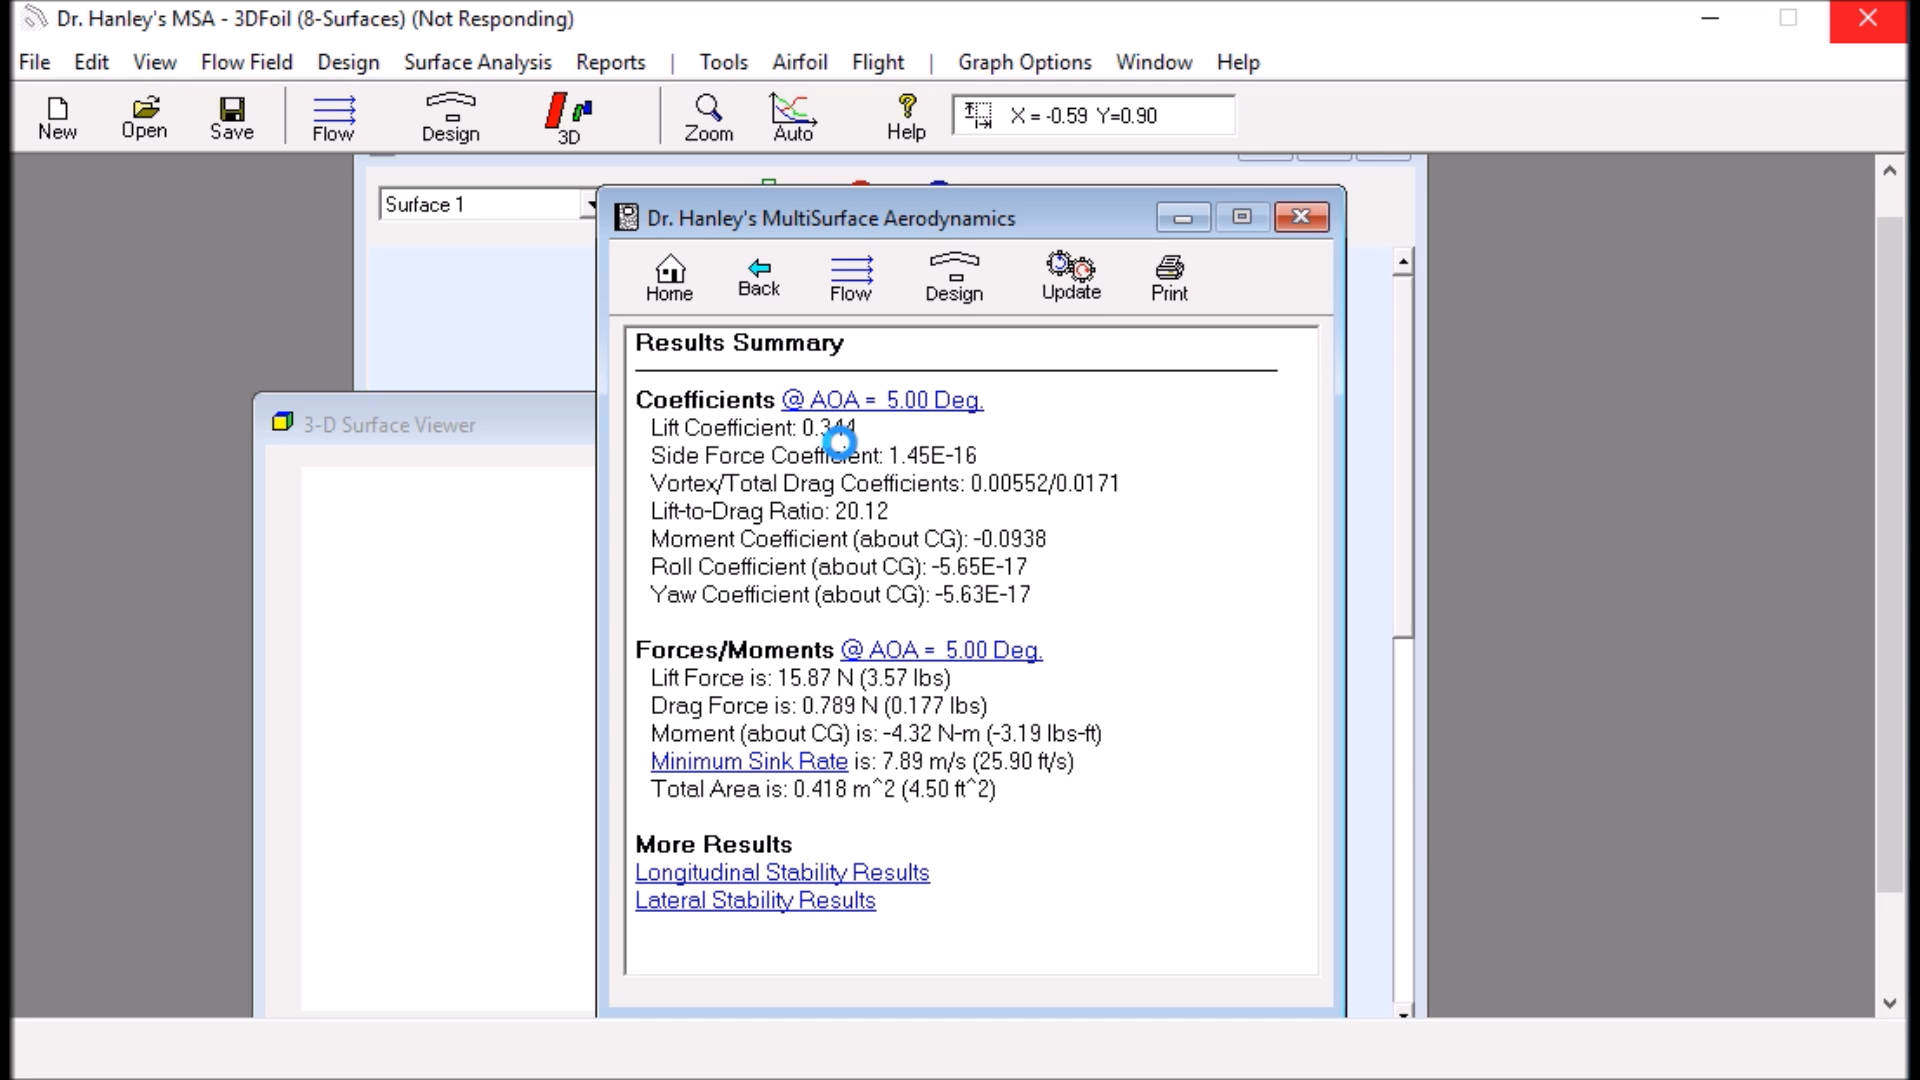 Dr. Hanley's MSA - 3DFoil (8-Surfaces) (Not Responding)
File Edit View Flow Field Design Surface Analysis Reports | Tools Airfoil Flight | Graph Options Window Help
New Open Save Flow Design 3D Zoom Auto Help X = -0.59 Y=0.90
Surface 1
Dr. Hanley's MultiSurface Aerodynamics
Home Back Flow Design Update Print
3-D Surface Viewer
Results Summary
Coefficients @ AOA = 5.00 Deg.
Lift Coefficient: 0.344
Side Force Coefficient: 1.45E-16
Vortex/Total Drag Coefficients: 0.00552/0.0171
Lift-to-Drag Ratio: 20.12
Moment Coefficient (about CG): -0.0938
Roll Coefficient (about CG): -5.65E-17
Yaw Coefficient (about CG): -5.63E-17
Forces/Moments @ AOA = 5.00 Deg.
Lift Force is: 15.87 N (3.57 lbs)
Drag Force is: 0.789 N (0.177 lbs)
Moment (about CG) is: -4.32 N-m (-3.19 lbs-ft)
Minimum Sink Rate is: 7.89 m/s (25.90 ft/s)
Total Area is: 0.418 m^2 (4.50 ft^2)
More Results
Longitudinal Stability Results
Lateral Stability Results